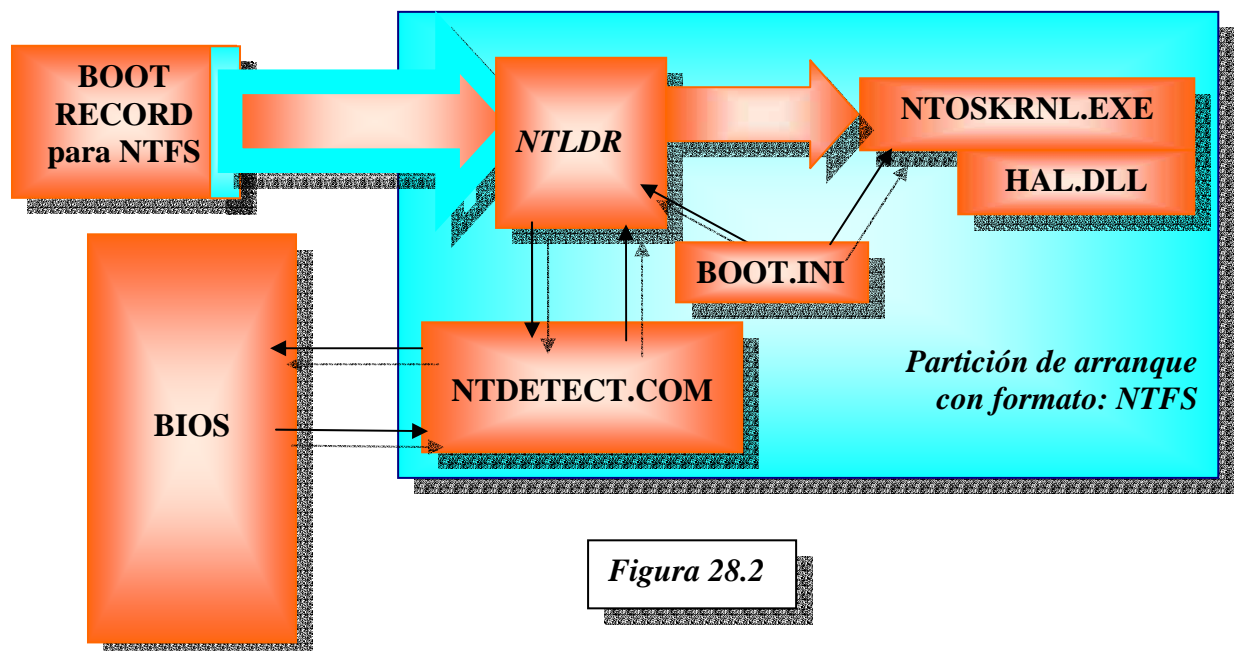 BOOT
RECORD
para NTFS
NTLDR
NTOSKRNL.EXE
HAL.DLL
BOOT.INI
NTDETECT.COM
BIOS
Partición de arranque
con formato: NTFS
Figura 28.2